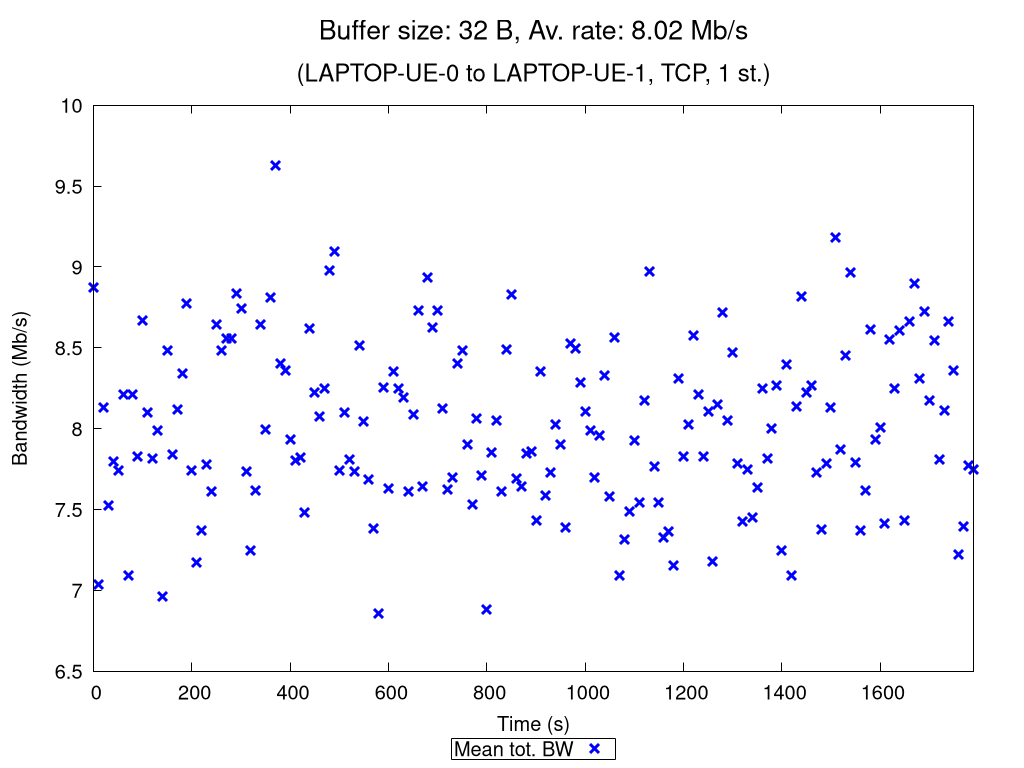 Buffer size: 32 B, Av. rate: 8.02 Mb/s
(LAPTOP-UE-0 to LAPTOP-UE-1, TCP, 1 st.)
10
9.5
9
8.5
8
7.5
7
6.5
Bandwidth (Mb/s)
0 200 400 600 800 1000 1200 1400 1600
Time (s)
Mean tot. BW